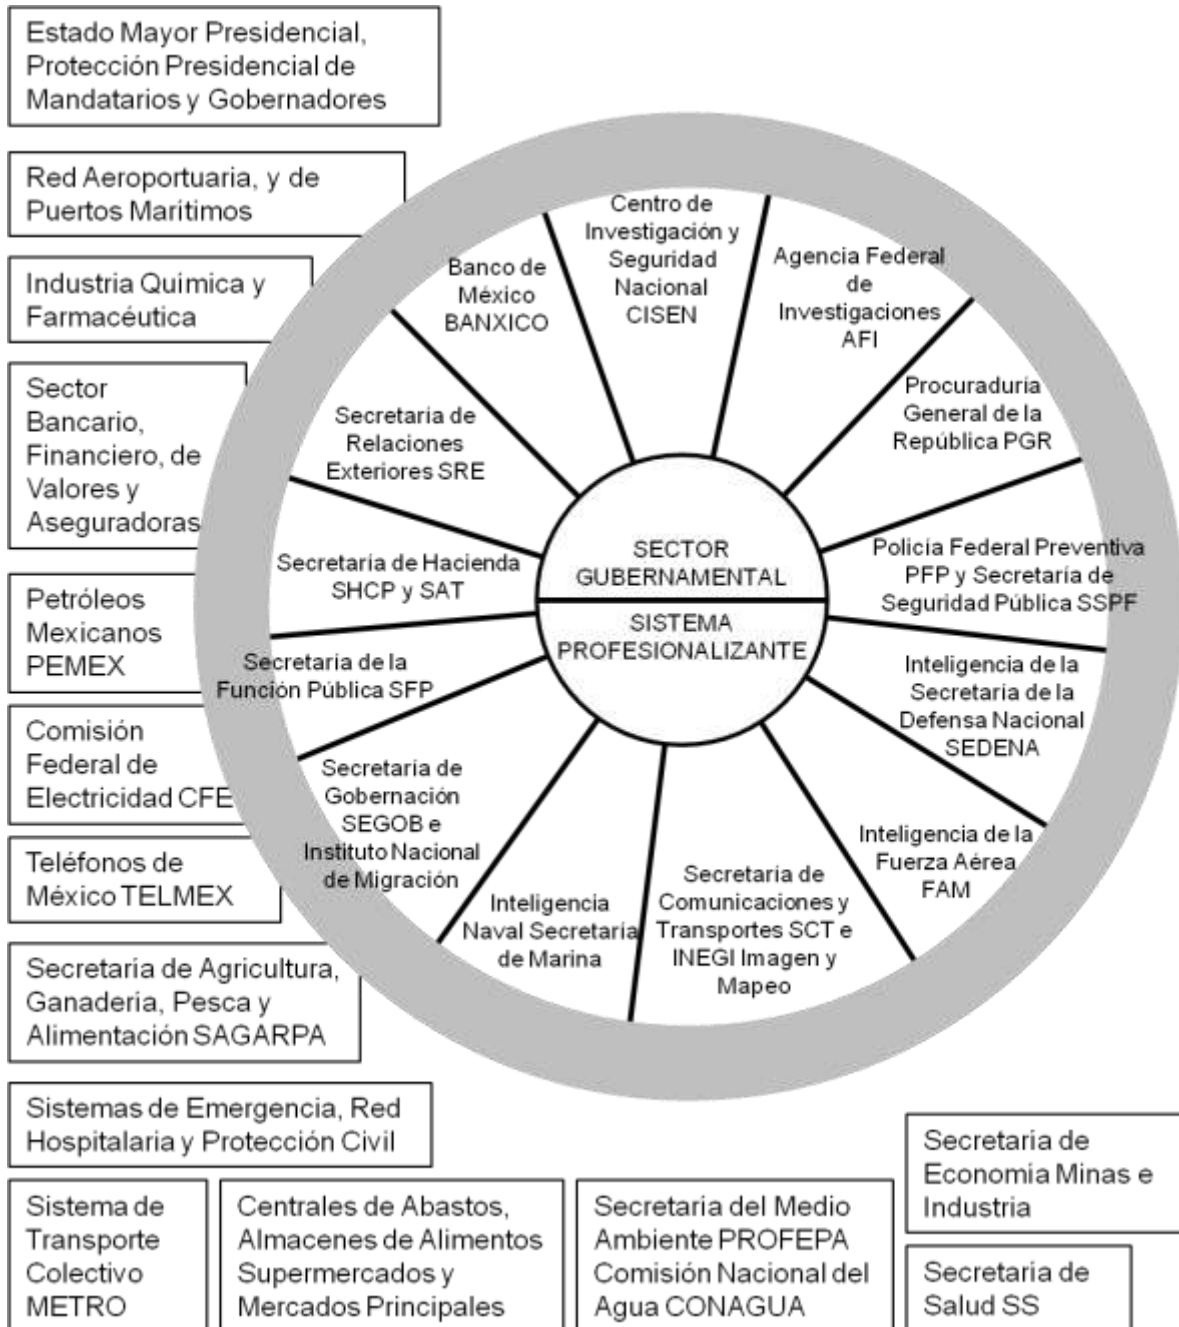 Estado Mayor Presidencial,
Protección Presidencial de
Mandatarios y Gobernadores
Red Aeroportuaria, y de
Puertos Maritimos
Industria Química y
Farmacéutica
Sector
Bancario,
Financiero, de
Valores y
Aseguradoras
Petróleos
Mexicanos
PEMEX
Comisión
Federal de
Electricidad CFE
Teléfonos de
México TELMEX
Secretaría de Agricultura,
Ganadería, Pesca y
Alimentación SAGARPA
Sistemas de Emergencia, Red
Hospitalaria y Protección Civil
Sistema de
Transporte
Colectivo
METRO
Centrales de Abastos,
Almacenes de Alimentos
Supermercados y
Mercados Principales
Secretaria del Medio
Ambiente PROFEPA
Comisión Nacional del
Agua CONAGUA
Secretaria de
Economia Minas e
Industria
Secretaria de
Salud SS
Centro de
Investigación y
Seguridad
Nacional
CISEN
Agencia Federal
de
Investigaciones
AFI
Procuraduría
General de la
República PGR
Policía Federal Preventiva
PFP y Secretaría de
Seguridad Pública SSPF
Inteligencia de la
Secretaría de la
Defensa Nacional
SEDENA
Inteligencia de la
Fuerza Aérea
FAM
Secretaria de
Comunicaciones y
Transportes SCT e
INEGI Imagen y
Mapeo
Inteligencia
Naval Secretaria
de Marina
Secretaría de
Gobernación
SEGOB e
Instituto Nacional
de Migración
Secretaría de la
Función Pública SFP
Secretaría de Hacienda
SHCP y SAT
Secretaría de
Relaciones
Exteriores SRE
Banco de
México
BANXICO
SECTOR
GUBERNAMENTAL
SISTEMA
PROFESIONALIZANTE